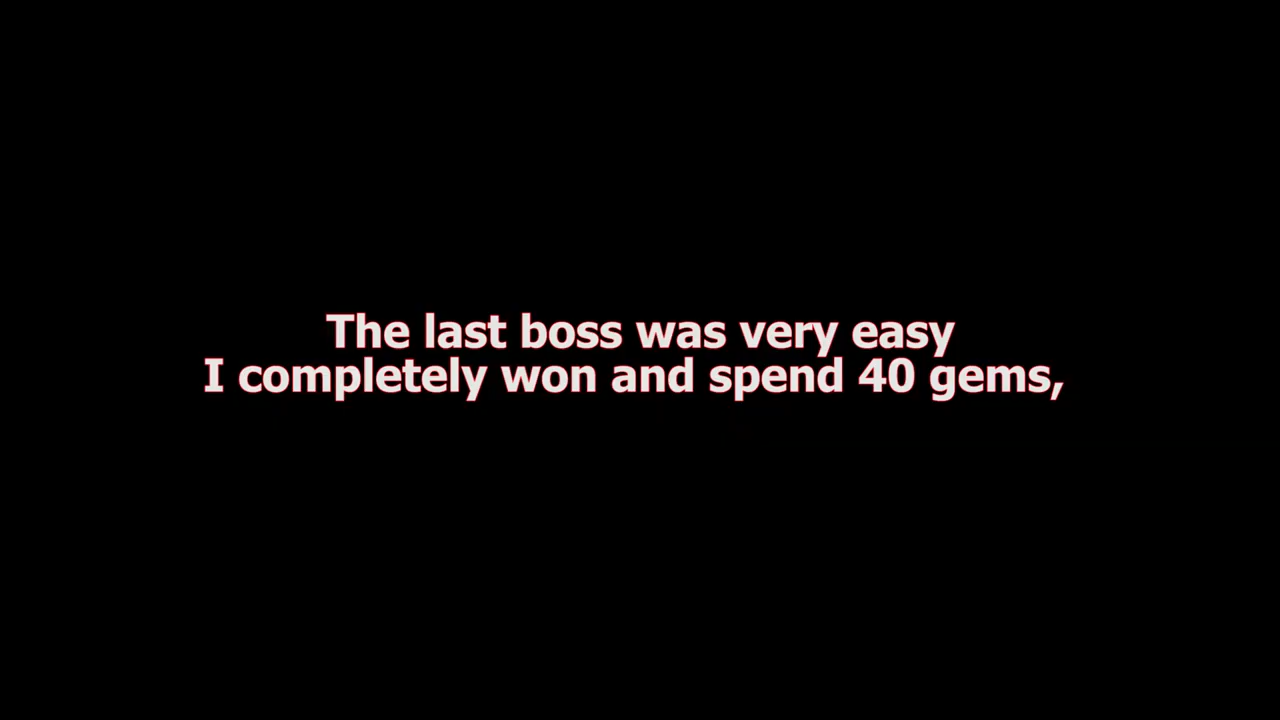 The last boss was very easy
I completely won and spend 40 gems,